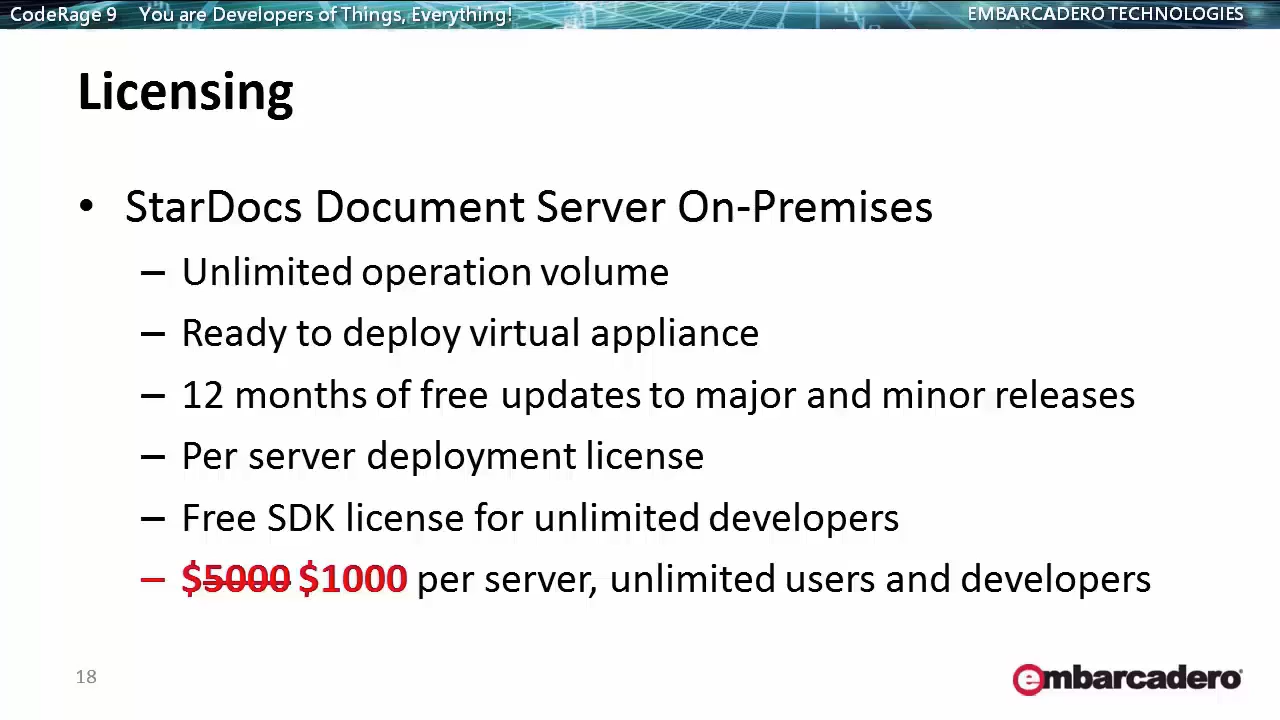 CodeRage 9 You are Developers of Things, Everything!
EMBARCADERO TECHNOLOGIES
Licensing
• StarDocs Document Server On-Premises
– Unlimited operation volume
– Ready to deploy virtual appliance
– 12 months of free updates to major and minor releases
– Per server deployment license
– Free SDK license for unlimited developers
– $5000 $1000 per server, unlimited users and developers
18
embarcadero